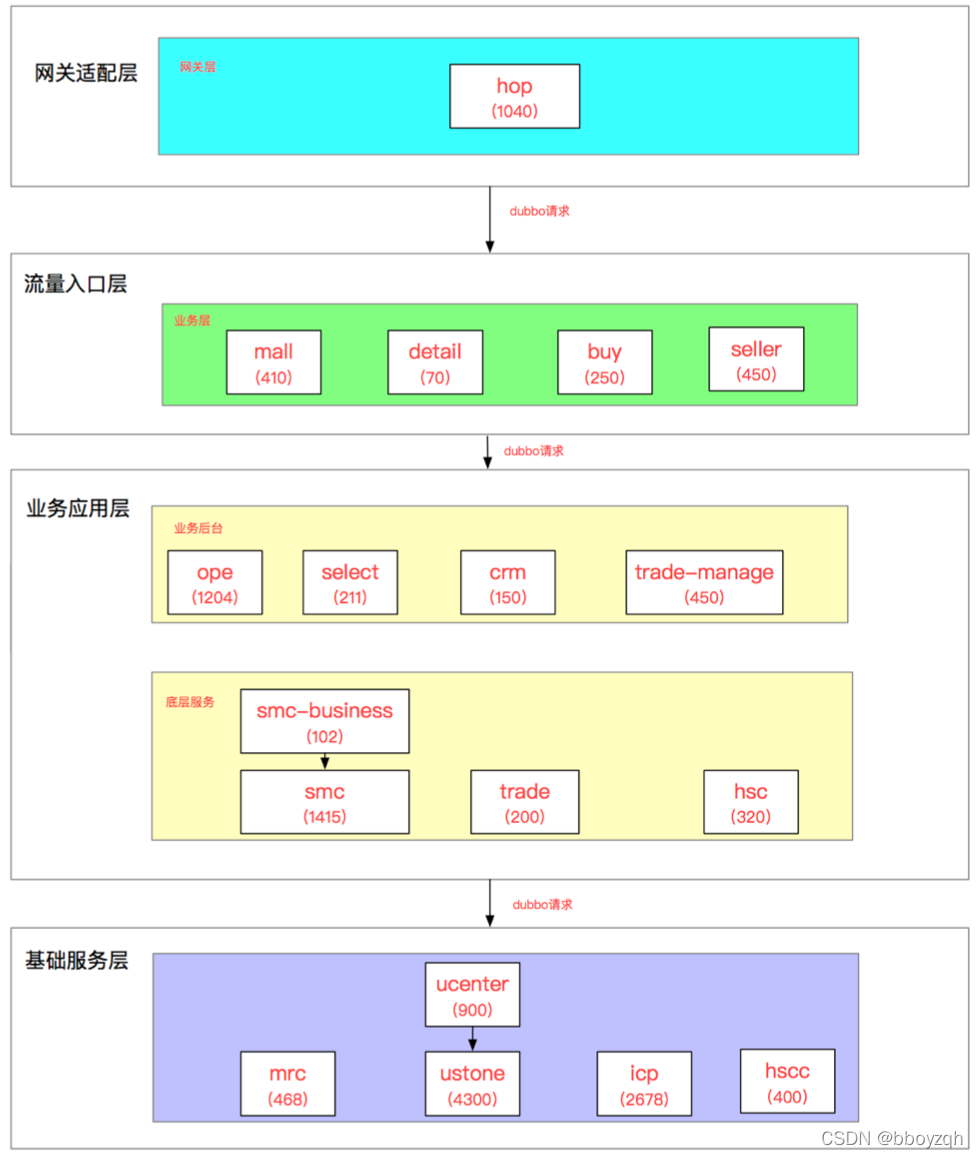 网关适配层
网关层
hop
(1040)
dubbo请求
流量入口层
业务层
mall
(410)
detail
(70)
buy
(250)
seller
(450)
dubbo请求
业务应用层
业务后台
ope
(1204)
select
(211)
crm
(150)
trade-manage
(450)
底层服务
smc-business
(102)
smc
(1415)
trade
(200)
hsc
(320)
dubbo请求
基础服务层
ucenter
(900)
mrc
(468)
ustone
(4300)
icp
(2678)
hscc
(400)
CSDN @bboyzqh